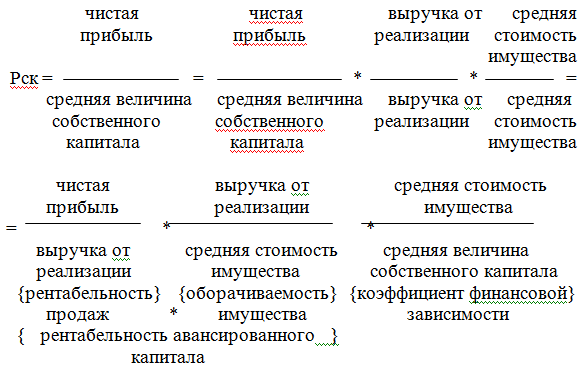 чистая чистая выручка от средняя
прибыль прибыль реализации стоимость
имущества
Рск = = * * =
средняя величина средняя величина выручка от средняя
собственного собственного реализации стоимость
капитала капитала имущества
чистая выручка от средняя стоимость
прибыль реализации имущества
= * *
выручка от средняя стоимость средняя величина
реализации имущества собственного капитала
{рентабельность} {оборачиваемость} {коэффициент финансовой}
продаж * имущества зависимости
{ рентабельность авансированного }
капитала